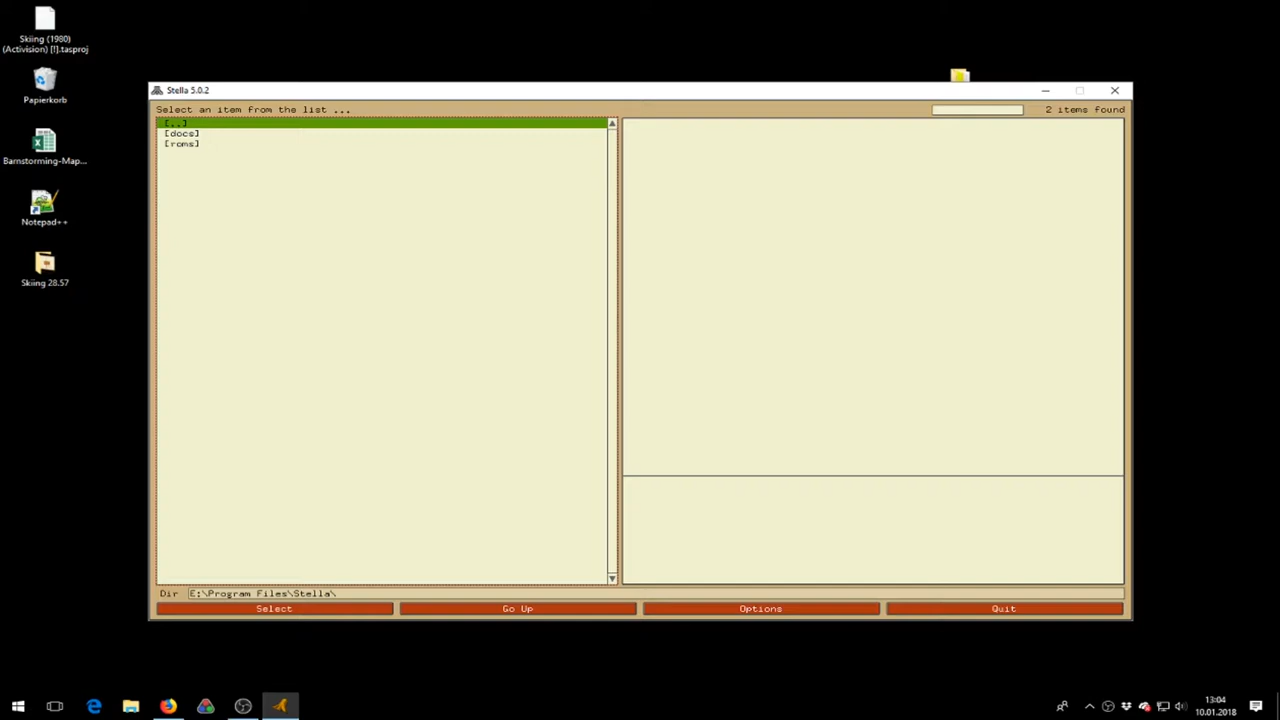 Skiing (1980)
(Activision) [!].tasproj
Papierkorb
Barnstorming-Map...
Notepad++
Skiing 28.57
Stella 5.0.2
Select an item from the list ...
2 items found
[..]
[docs]
[roms]
Dir E:\Program Files\Stella\
Select
Go Up
Options
Quit
13:04
10.01.2018